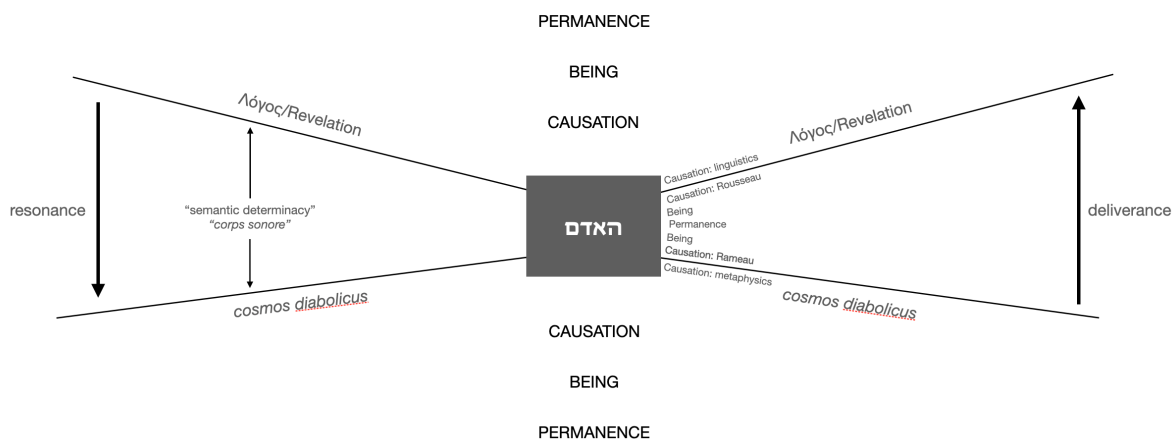 PERMANENCE
BEING
CAUSATION
Λόγος/Revelation
Λόγος/Revelation
resonance
"semantic determinacy"
"corps sonore"
האדם
Causation: linguistics
Causation: Rousseau
Being
Permanence
Being
Causation: Rameau
Causation: metaphysics
deliverance
cosmos diabolicus
cosmos diabolicus
CAUSATION
BEING
PERMANENCE